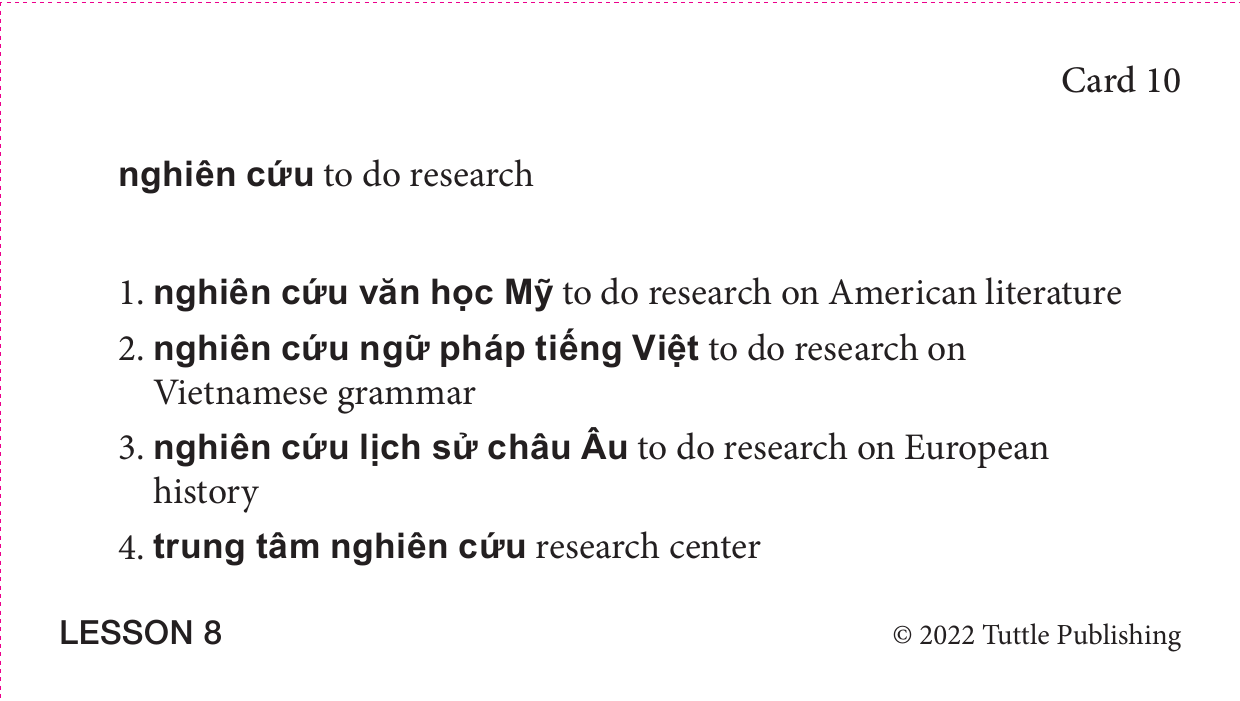 Card 10
nghiên cứu to do research
1. nghiên cứu văn học Mỹ to do research on American literature
2. nghiên cứu ngữ pháp tiếng Việt to do research on
Vietnamese grammar
3. nghiên cứu lịch sử châu Âu to do research on European
history
4. trung tâm nghiên cứu research center
LESSON 8
© 2022 Tuttle Publishing